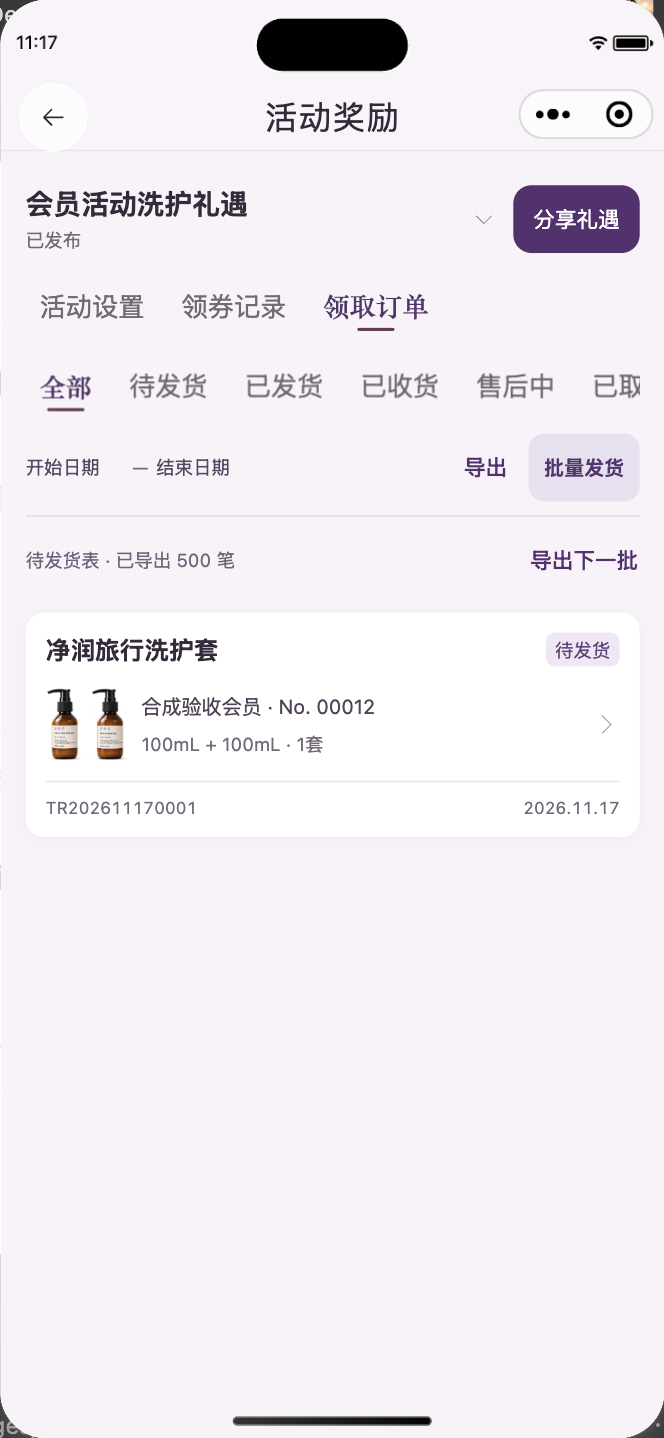 11:17
活动奖励
会员活动洗护礼遇
已发布
分享礼遇
活动设置 领券记录 领取订单
全部 待发货 已发货 已收货 售后中 已取
开始日期 — 结束日期 导出 批量发货
待发货表 · 已导出 500 笔 导出下一批
净润旅行洗护套 待发货
合成验收会员 · No. 00012
100mL + 100mL · 1套
TR202611170001 2026.11.17